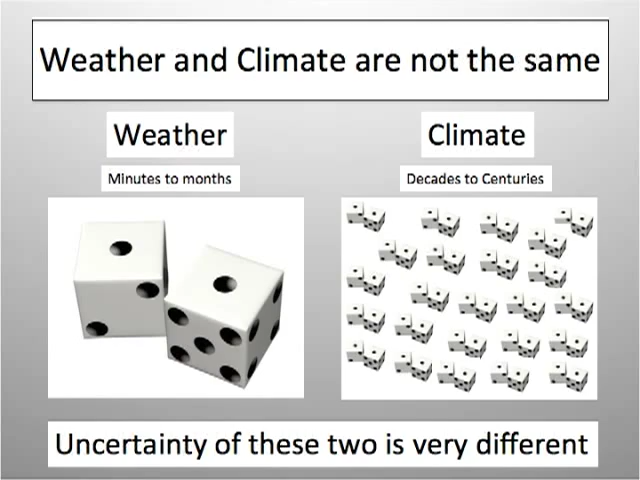 Weather and Climate are not the same
Weather
Climate
Minutes to months
Decades to Centuries
Uncertainty of these two is very different